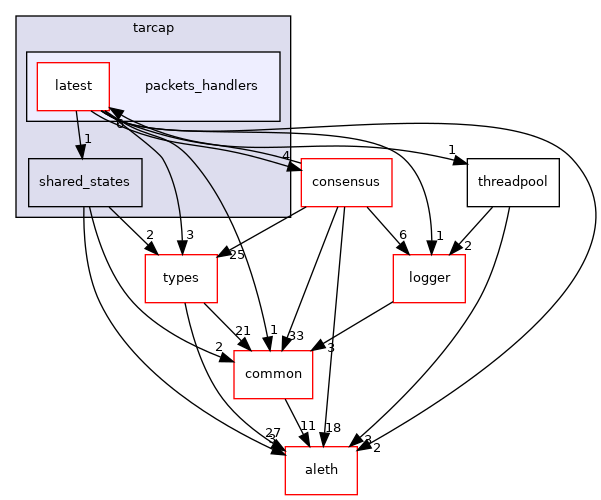 tarcap
latest
packets_handlers
6
1
4
1
shared_states
consensus
threadpool
2
3
25
6
1
2
types
logger
2
21
1
33
3
common
27
3
11
18
3
2
aleth